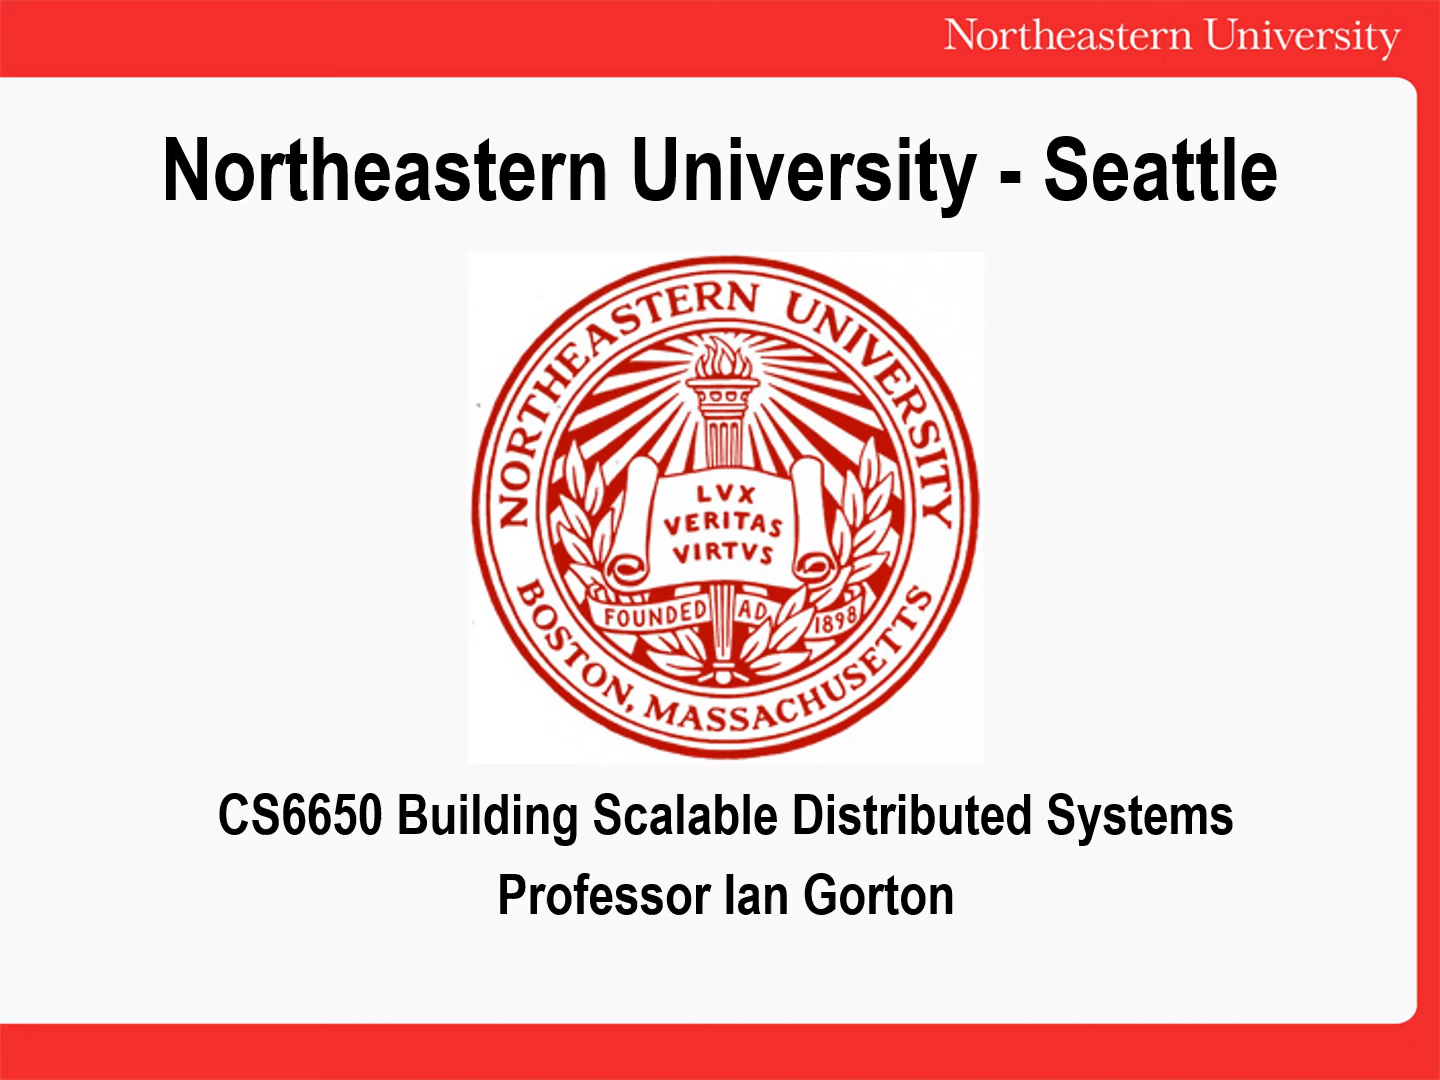 Northeastern University
Northeastern University - Seattle
NORTHEASTERN UNIVERSITY
LVX
VERITAS
VIRTVS
FOUNDED AD 1898
BOSTON, MASSACHUSETTS
CS6650 Building Scalable Distributed Systems
Professor Ian Gorton